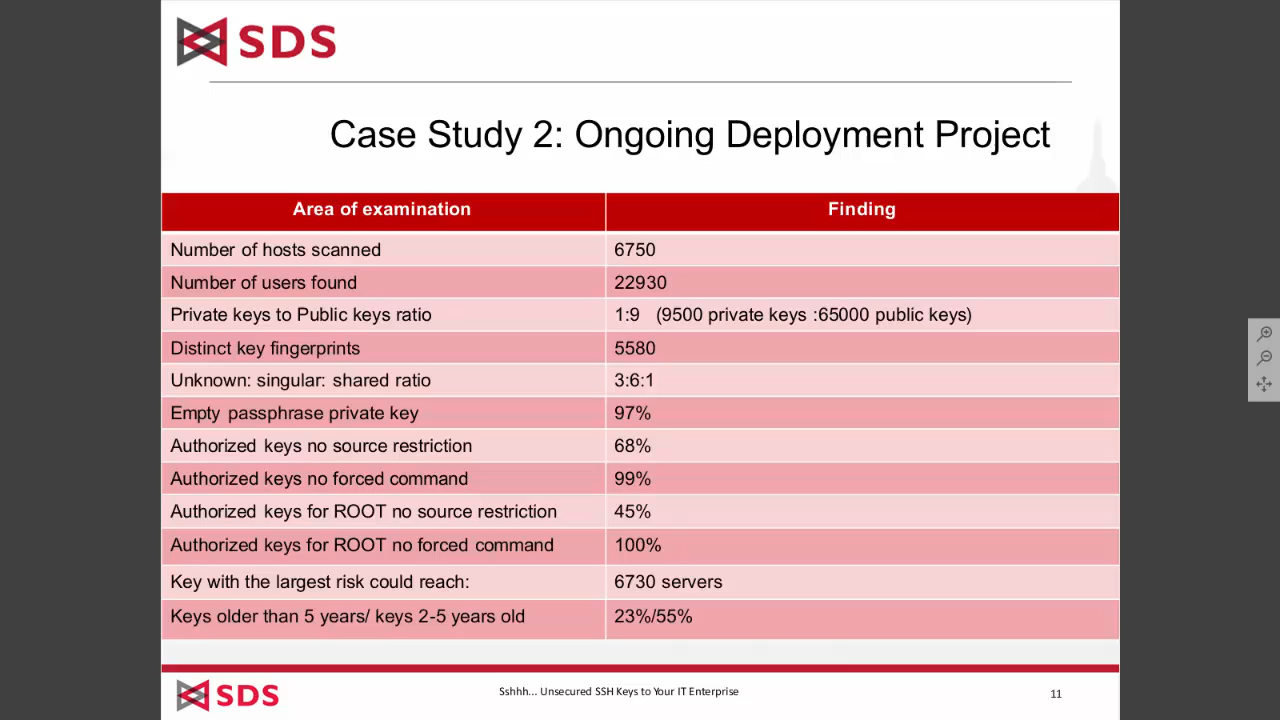 SDS
Case Study 2: Ongoing Deployment Project
Area of examination Finding
Number of hosts scanned 6750
Number of users found 22930
Private keys to Public keys ratio 1:9 (9500 private keys :65000 public keys)
Distinct key fingerprints 5580
Unknown: singular: shared ratio 3:6:1
Empty passphrase private key 97%
Authorized keys no source restriction 68%
Authorized keys no forced command 99%
Authorized keys for ROOT no source restriction 45%
Authorized keys for ROOT no forced command 100%
Key with the largest risk could reach: 6730 servers
Keys older than 5 years/ keys 2-5 years old 23%/55%
SDS Sshhh... Unsecured SSH Keys to Your IT Enterprise 11